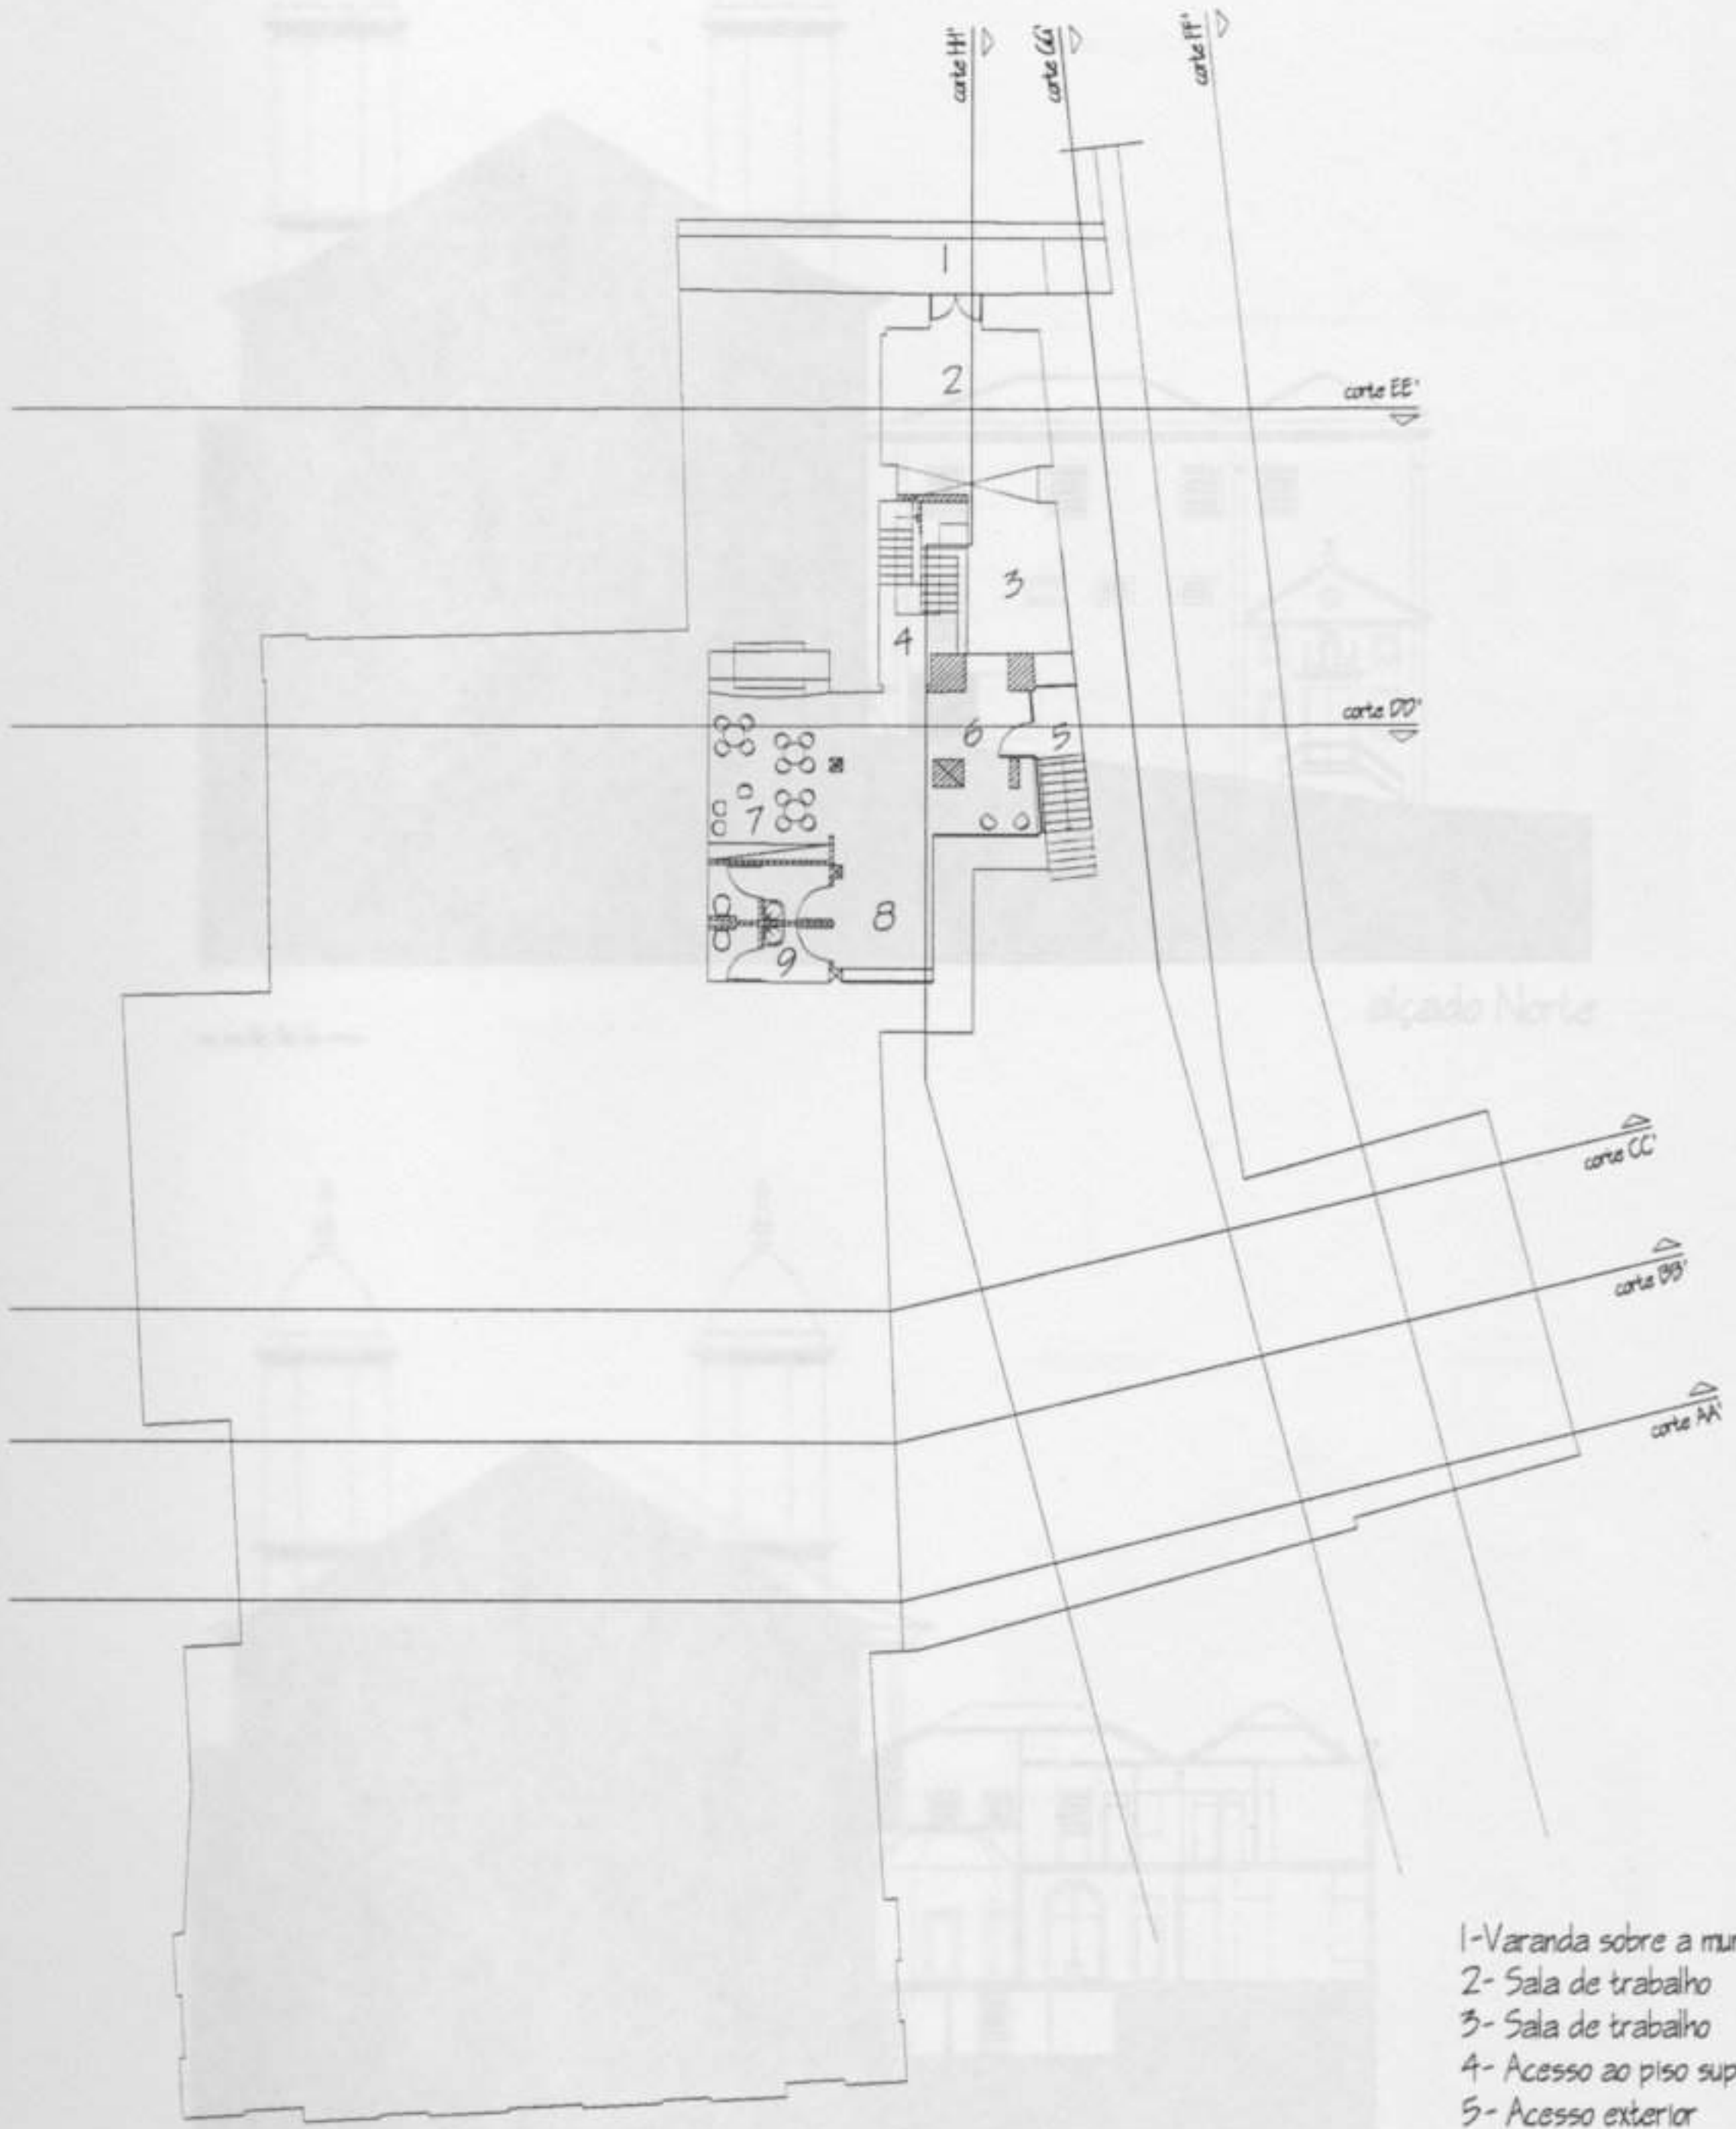 corte HH'
corte GG'
corte FF'
1
2
corte EE'
3
4
corte DD'
6
5
7
8
9
alçado Norte
corte CC'
corte BB'
corte AA'
1-Varanda sobre a mur
2- Sala de trabalho
3- Sala de trabalho
4- Acesso ao piso sup
5- Acesso exterior